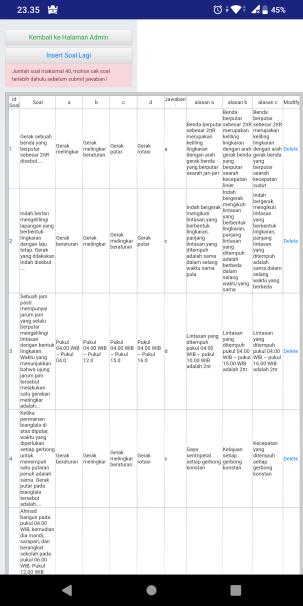 23.35
45%
Kembali ke Halaman Admin
Insert Soal Lagi
Jumlah soal maksimal 40, mohon cek soal
terlebih dahulu sebelum submit jawaban !
Id Soal Soal a b c d Jawaban alasan a alasan b alasan c Modify
1 Gerak sebuah benda yang berputar sebesar 2πR disebut.... Gerak melingkar Gerak beraturan Gerak putar Gerak rotasi a Benda berputar sebesar 2πR merupakan keliling lingkaran dengan arah yang berputar searah jari-jari Benda berputar sebesar 2πR merupakan keliling lingkaran dengan arah gerak benda searah kecepatan linier Benda berputar sebesar 2πR merupakan keliling lingkaran dengan arah gerak benda yang berputar searah kecepatan sudut Delete
2 Indah berlari mengelilingi lapangan yang berbentuk lingkaran dengan laju tetap. Gerak yang dilakukan Indah disebut .... Gerak beraturan Gerak melingkar Gerak melingkar beraturan Gerak putar c Indah bergerak mengikuti lintasan yang berbentuk lingkaran, panjang lintasan yang ditempuh adalah sama dalam selang waktu sama pula Indah bergerak mengikuti lintasan yang berbentuk lingkaran, panjang lintasan yang ditempuh adalah berbeda dalam selang waktu yang sama Indah bergerak mengikuti lintasan yang berbentuk lingkaran, panjang lintasan yang ditempuh adalah sama dalam selang waktu yang berbeda Delete
3 Sebuah jam pasti mempunyai jarum jam yang selalu berputar mengelilingi lintasan bentuk lingkaran. Waktu yang menunjukkan bahwa ujung jarum jam tersebut melakukan satu gerakan melingkar adalah... Pukul 04.00 WIB – Pukul 04.0 Pukul 04.00 WIB – Pukul 12.0 Pukul 04.00 WIB – Pukul 15.0 Pukul 04.00 WIB – Pukul 16.0 d Lintasan yang ditempuh pukul 04.00 WIB – pukul 10.00 WIB adalah 2πr Lintasan yang ditempuh pukul 04.00 WIB – pukul 15.00 WIB adalah 2πr Lintasan yang ditempuh pukul 04.00 WIB – pukul 16.00 WIB adalah 2πr Delete
4 Ketika permainan bianglala di atas diputar, waktu yang diperlukan setiap gerbong untuk menempuh satu putaran penuh adalah sama. Gerak putar pada bianglala tersebut adalah.... Gerak beraturan Gerak melingkar Gerak melingkar beraturan Gerak rotasi c Gaya sentripetal setiap gerbong konstan Kelajuan setiap gerbong konstan Kecepatan yang ditempuh setiap gerbong konstan Delete
Ahmad bangun pada pukul 04.00 WIB, kemudian dia mandi, sarapan, dan berangkat sekolah pada pukul 06.00 WIB. Pukul 12.00 WIB